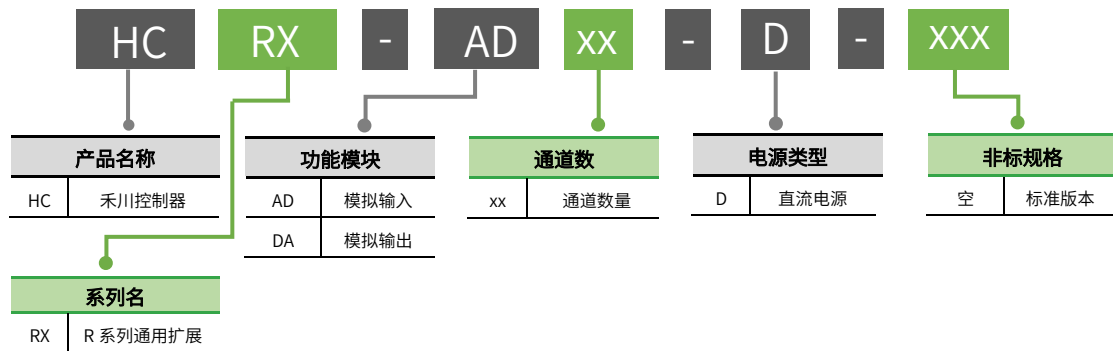 HC RX - AD xx - D - xxx
产品名称
HC 禾川控制器
功能模块
AD 模拟输入
DA 模拟输出
通道数
xx 通道数量
电源类型
D 直流电源
非标规格
空 标准版本
系列名
RX R 系列通用扩展